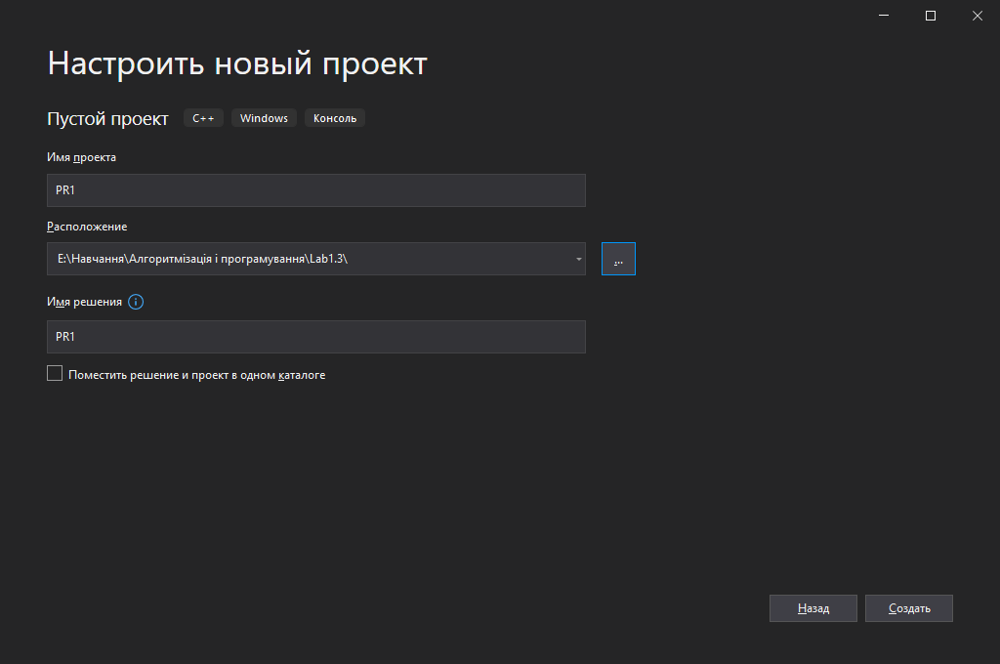 Настроить новый проект
Пустой проект C++ Windows Консоль
Имя проекта
PR1
Расположение
E:\Навчання\Алгоритмізація і програмування\Lab1.3\
...
Имя решения
PR1
Поместить решение и проект в одном каталоге
Назад Создать